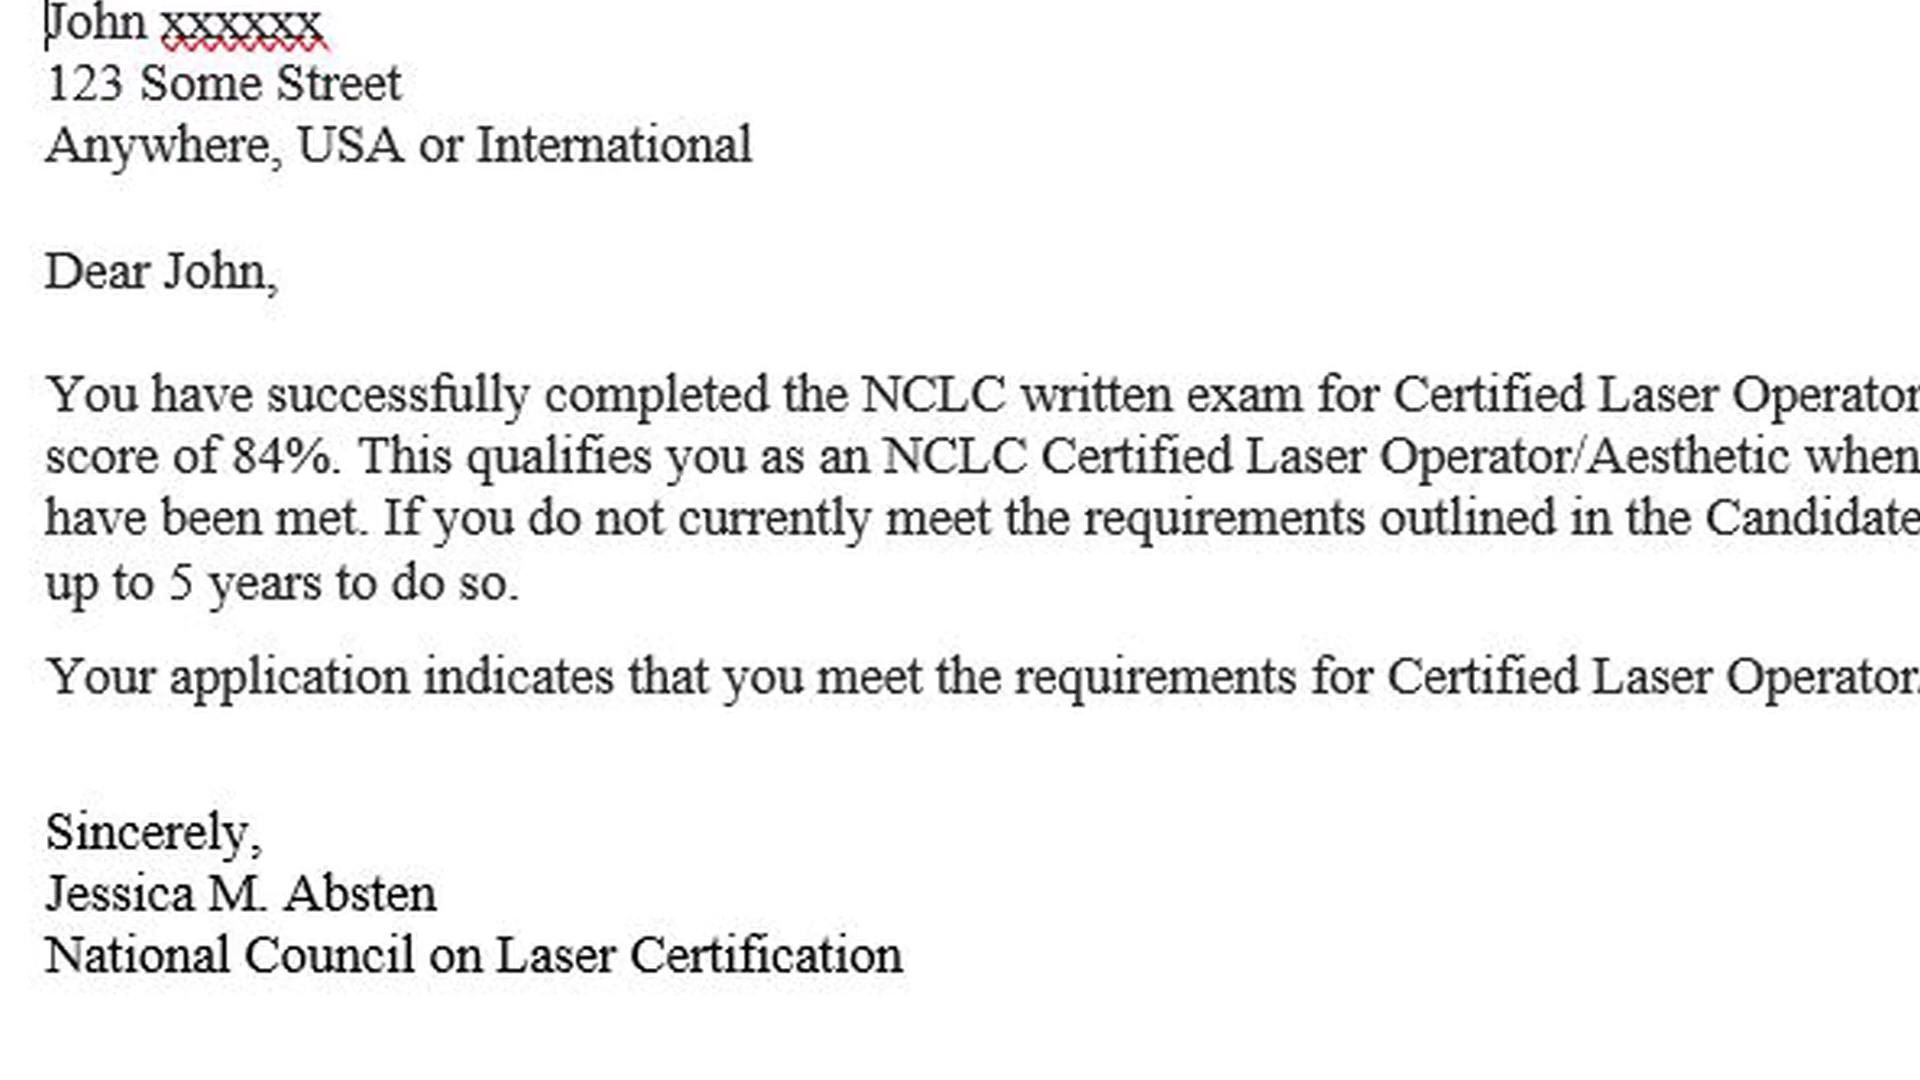 John xxxxxx
123 Some Street
Anywhere, USA or International
Dear John,
You have successfully completed the NCLC written exam for Certified Laser Operator
score of 84%. This qualifies you as an NCLC Certified Laser Operator/Aesthetic when
have been met. If you do not currently meet the requirements outlined in the Candidate
up to 5 years to do so.
Your application indicates that you meet the requirements for Certified Laser Operator.
Sincerely,
Jessica M. Absten
National Council on Laser Certification